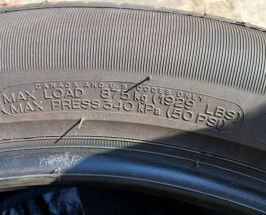 CANADA AND U.S. CODES ONLY
MAX LOAD 875 kg (1929 LBS)
MAX PRESS 340 kPa (50 PSI)